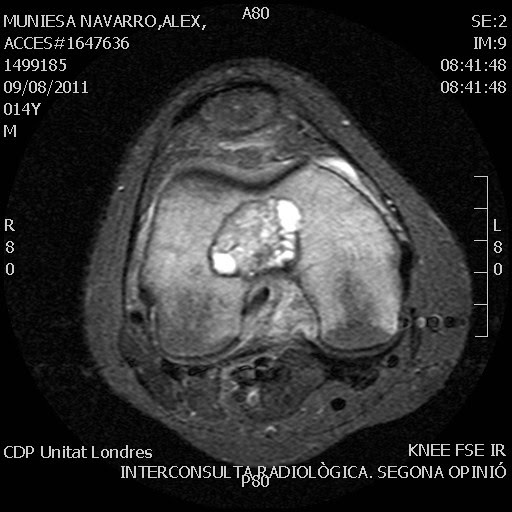 MUNIESA NAVARRO,ALEX,
ACCES#1647636
1499185
09/08/2011
014Y
M
A80
SE:2
IM:9
08:41:48
08:41:48
R
8
0
L
8
0
CDP Unitat Londres
KNEE FSE IR
INTERCONSULTA RADIOLÒGICA. SEGONA OPINIÓ
P80